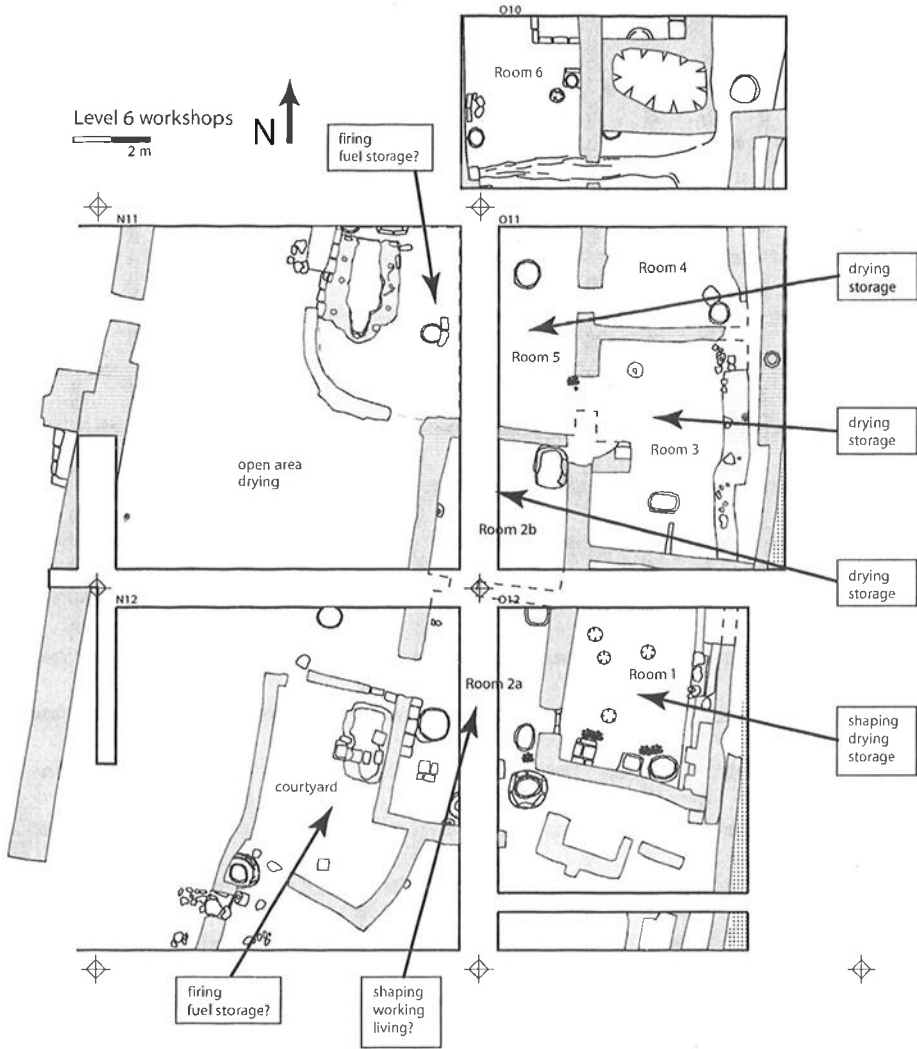 O10
Room 6
Level 6 workshops
2 m
N
firing
fuel storage?
N11
O11
Room 4
drying
storage
Room 5
drying
storage
Room 3
open area
drying
Room 2b
drying
storage
N12
O12
Room 1
Room 2a
shaping
drying
storage
courtyard
firing
fuel storage?
shaping
working
living?